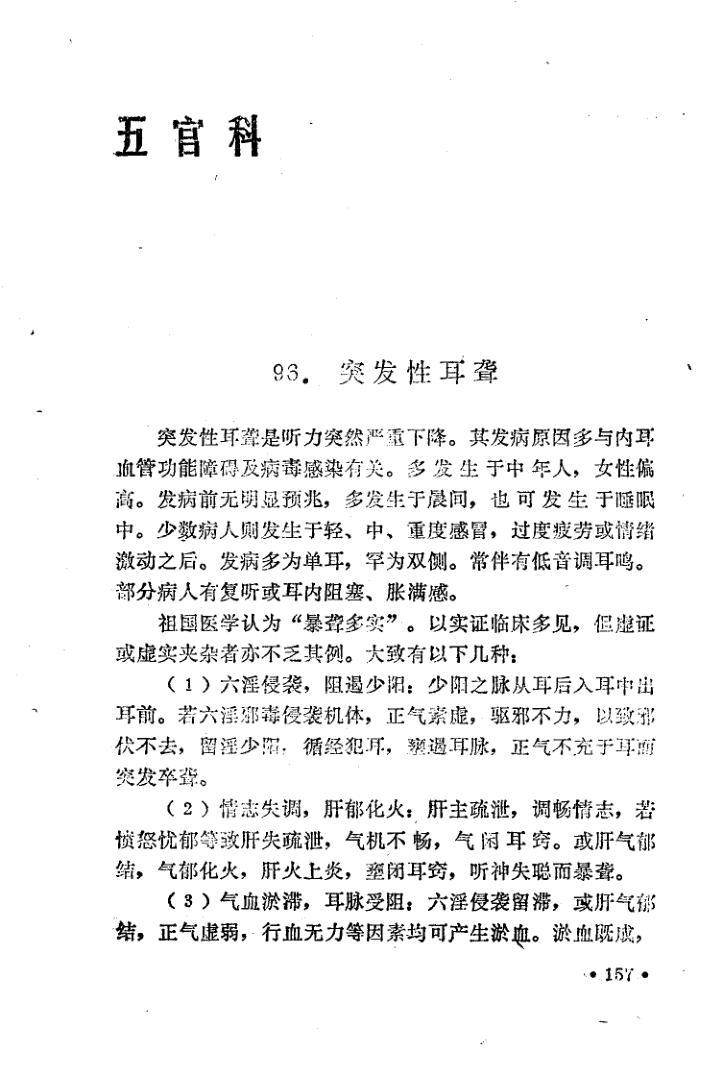 五官科
93. 突发性耳聋
突发性耳聋是听力突然严重下降。其发病原因多与内耳
血管功能障碍及病毒感染有关。多发生于中年人，女性偏
高。发病前无明显预兆，多发生于晨间，也可发生于睡眠
中。少数病人则发生于轻、中、重度感冒，过度疲劳或情绪
激动之后。发病多为单耳，罕为双侧。常伴有低音调耳鸣。
部分病人有复听或耳内阻塞、胀满感。
祖国医学认为“暴聋多实”。以实证临床多见，但虚证
或虚实夹杂者亦不乏其例。大致有以下几种：
（1）六淫侵袭，阻遏少阳：少阳之脉从耳后入耳中出
耳前。若六淫邪毒侵袭机体，正气素虚，驱邪不力，以致邪
伏不去，留淫少阳，循经犯耳，壅遏耳脉，正气不充于耳而
突发卒聋。
（2）情志失调，肝郁化火：肝主疏泄，调畅情志，若
愤怒忧郁等致肝失疏泄，气机不畅，气闭耳窍。或肝气郁
结，气郁化火，肝火上炎，壅闭耳窍，听神失聪而暴聋。
（3）气血淤滞，耳脉受阻：六淫侵袭留滞，或肝气郁
结，正气虚弱，行血无力等因素均可产生淤血。淤血既成，
•157•